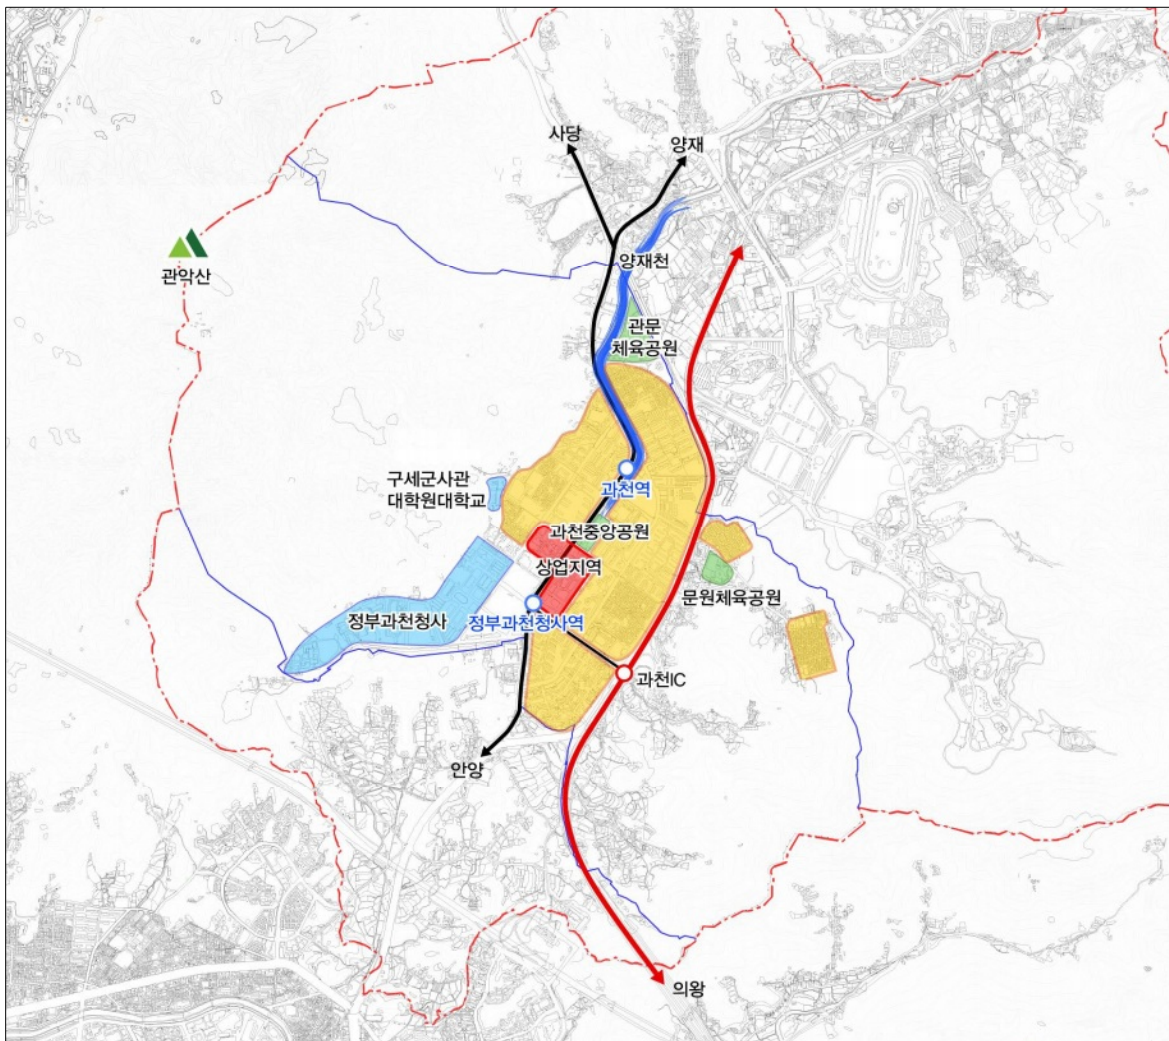 사당
양재
관악산
양재천
관문
체육공원
구세군사관
대학원대학교
과천역
과천중앙공원
상업지역
문원체육공원
정부과천청사
정부과천청사역
과천IC
안양
의왕